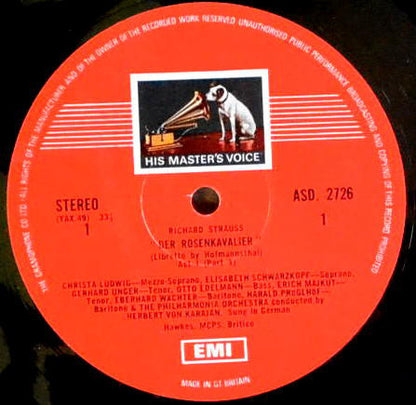 THE GRAMOPHONE CO LTD · ALL RIGHTS OF THE MANUFACTURER AND OF THE OWNER OF THE RECORDED WORK RESERVED UNAUTHORISED PUBLIC PERFORMANCE BROADCASTING AND COPYING OF THIS RECORD PROHIBITED
HIS MASTER'S VOICE
STEREO
(YAX.49) 33⅓
1
ASD. 2726
1
RICHARD STRAUSS
"DER ROSENKAVALIER"
(Libretto by Hofmannsthal)
Act 1 (Part 1)
CHRISTA LUDWIG—Mezzo-Soprano, ELISABETH SCHWARZKOPF—Soprano,
GERHARD UNGER—Tenor, OTTO EDELMANN—Bass, ERICH MAJKUT—
Tenor, EBERHARD WACHTER—Baritone, HARALD PROGLHOF—
Baritone & THE PHILHARMONIA ORCHESTRA conducted by
HERBERT VON KARAJAN, Sung in German
Hawkes, MCPS, Britico
EMI
MADE IN GT BRITAIN